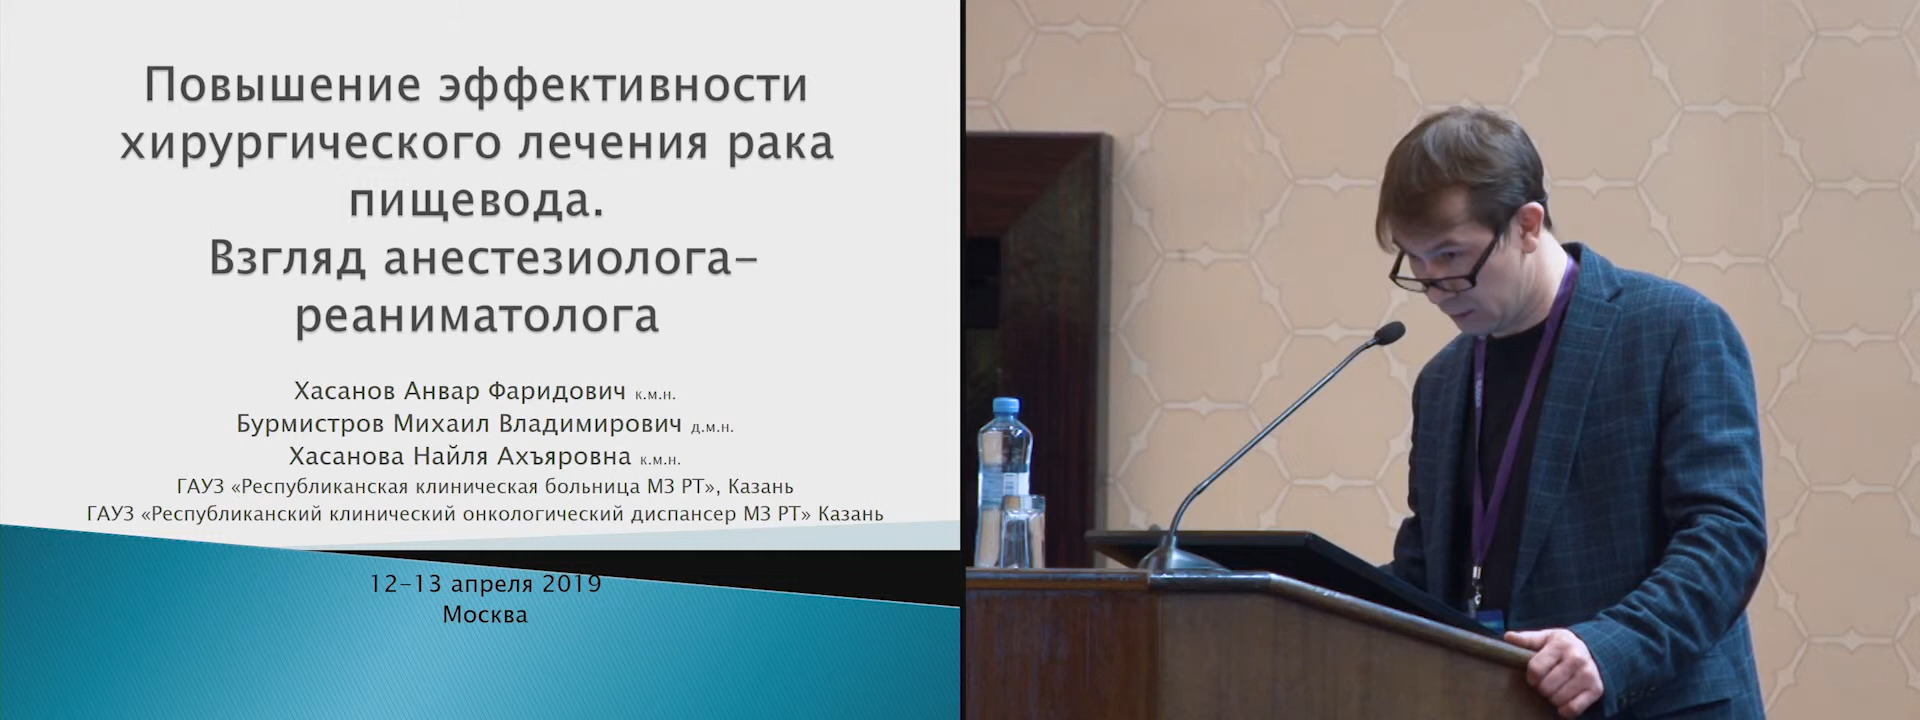 Повышение эффективности
хирургического лечения рака
пищевода.
Взгляд анестезиолога-
реаниматолога
Хасанов Анвар Фаридович к.м.н.
Бурмистров Михаил Владимирович д.м.н.
Хасанова Найля Ахъяровна к.м.н.
ГАУЗ «Республиканская клиническая больница МЗ РТ», Казань
ГАУЗ «Республиканский клинический онкологический диспансер МЗ РТ» Казань
12-13 апреля 2019
Москва